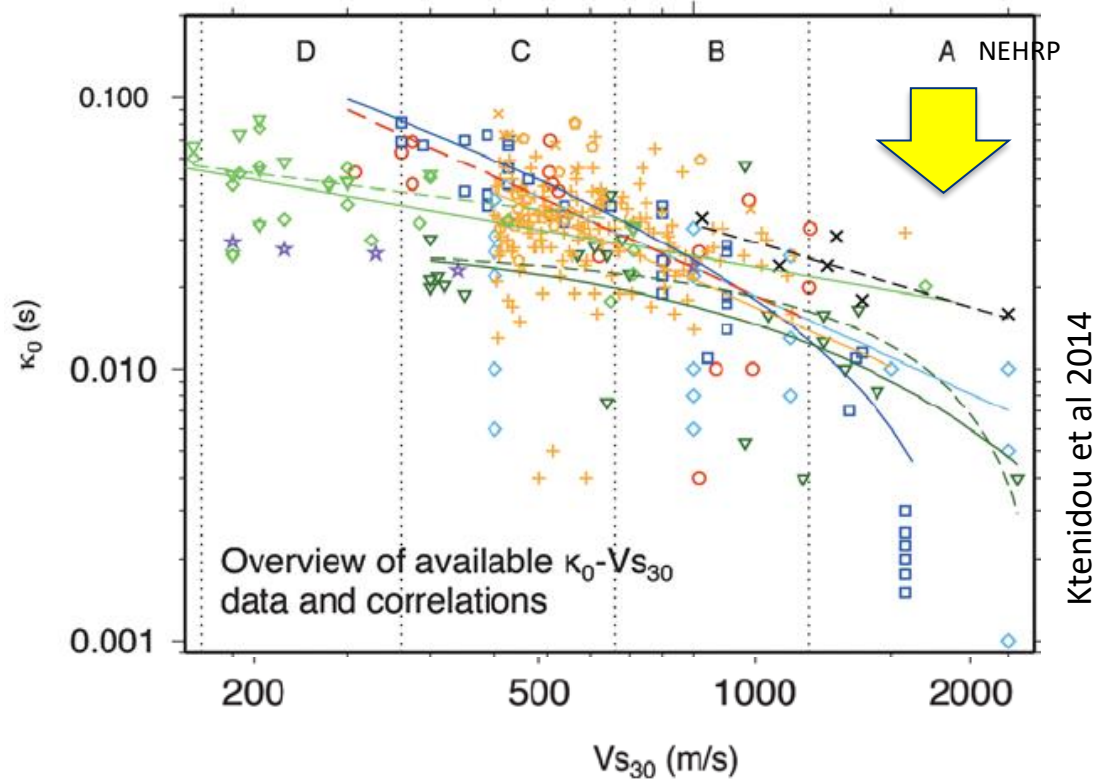 D C B A NEHRP
0.100
0.010
0.001
κ₀ (s)
Overview of available κ₀-Vs₃₀
data and correlations
200 500 1000 2000
Vs₃₀ (m/s)
Ktenidou et al 2014